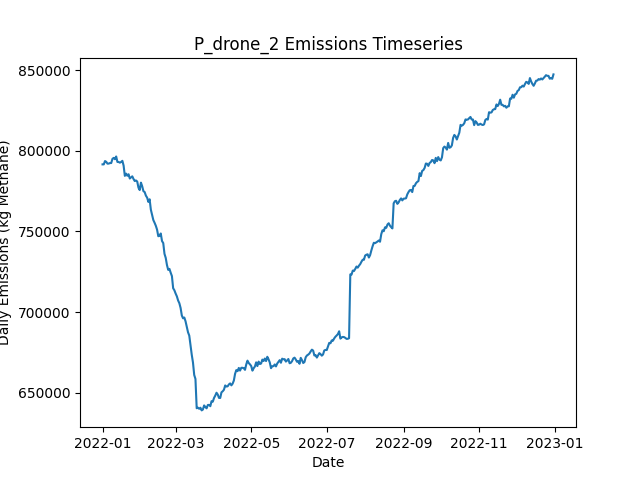 P_drone_2 Emissions Timeseries
850000
800000
750000
700000
650000
Daily Emissions (kg Methane)
2022-01 2022-03 2022-05 2022-07 2022-09 2022-11 2023-01
Date